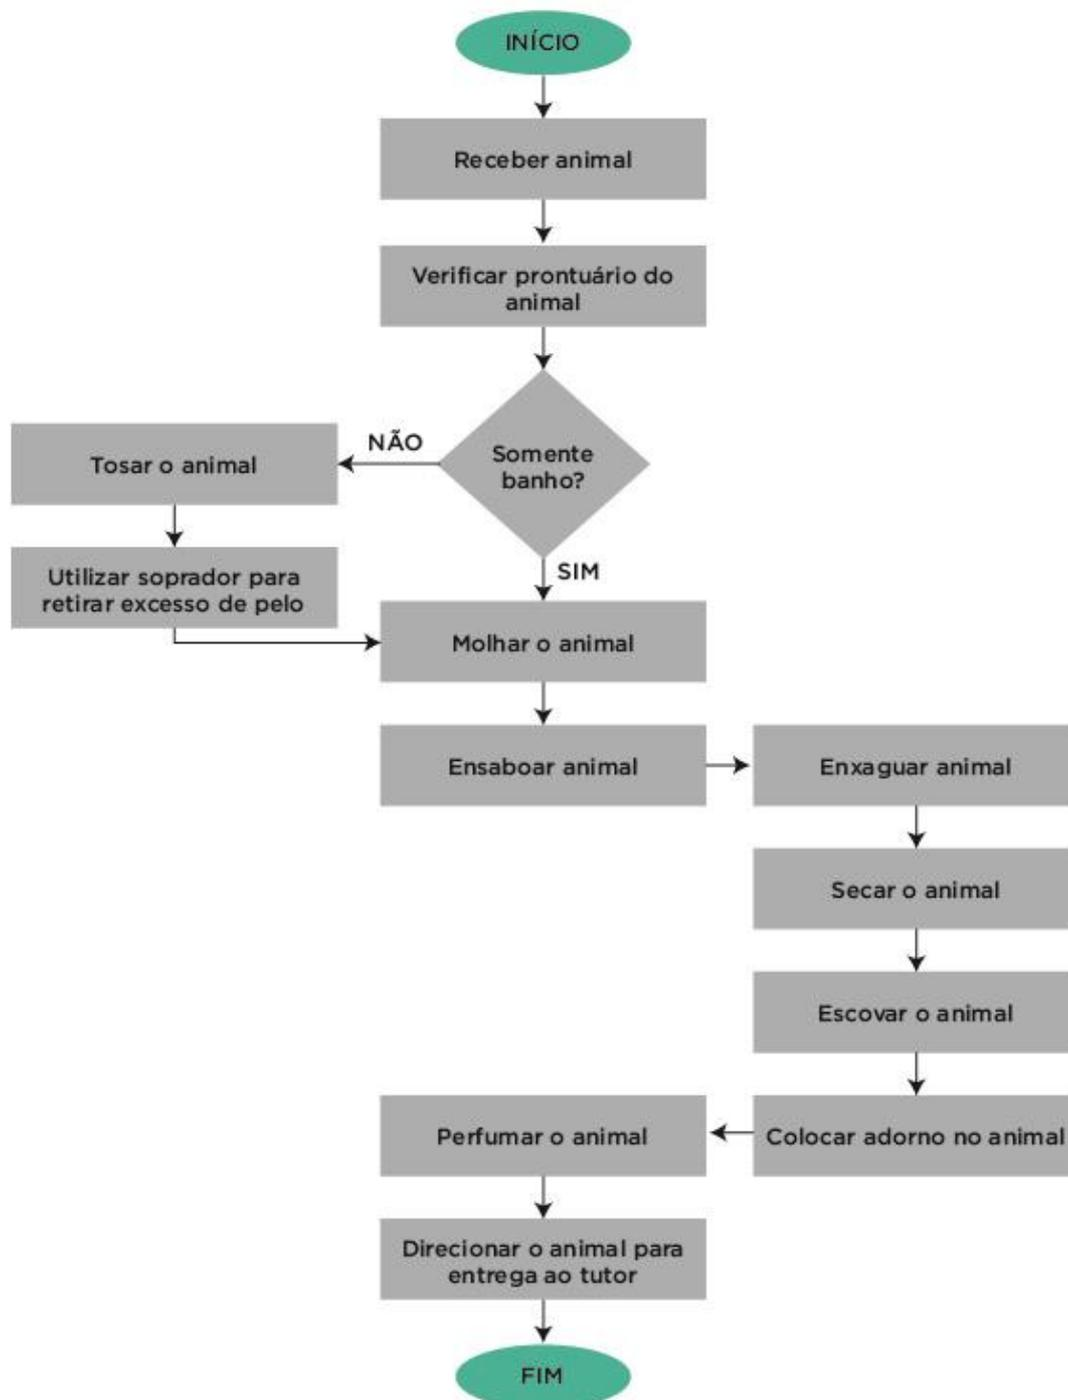 INÍCIO
Receber animal
Verificar prontuário do
animal
Somente
banho?
NÃO
Tosar o animal
Utilizar soprador para
retirar excesso de pelo
SIM
Molhar o animal
Ensaboar animal
Enxaguar animal
Secar o animal
Escovar o animal
Colocar adorno no animal
Perfumar o animal
Direcionar o animal para
entrega ao tutor
FIM